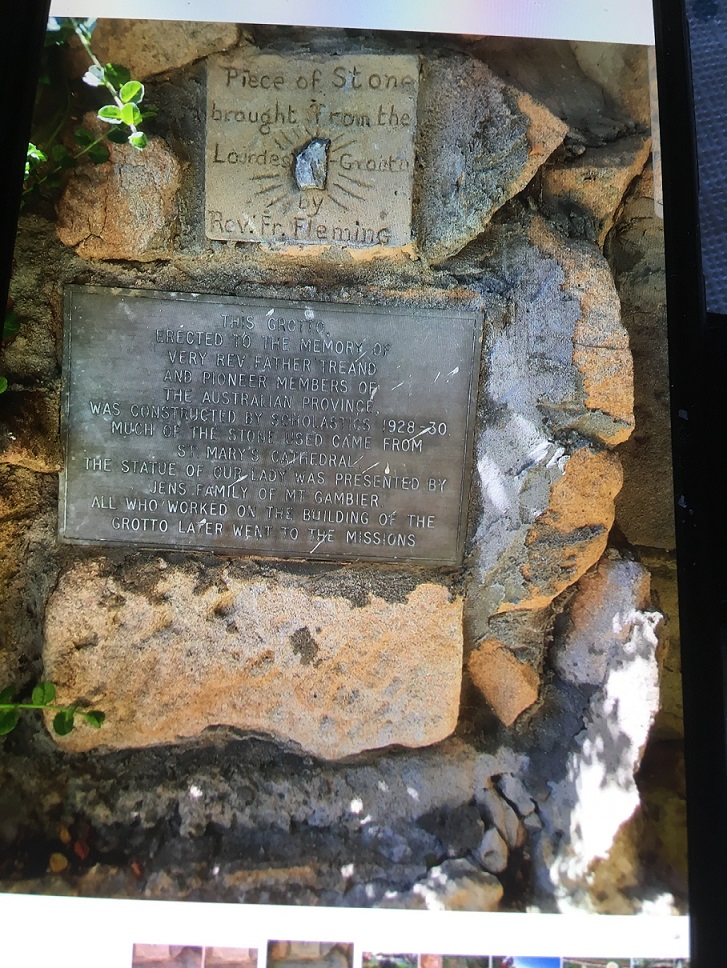 Piece of Stone
brought from the
Lourdes Grotto
by
Rev. Fr. Fleming
THIS GROTTO,
ERECTED TO THE MEMORY OF
VERY REV FATHER TREAND
AND PIONEER MEMBERS OF
THE AUSTRALIAN PROVINCE,
WAS CONSTRUCTED BY SCHOLASTICS 1928-30.
MUCH OF THE STONE USED CAME FROM
ST. MARY'S CATHEDRAL
THE STATUE OF OUR LADY WAS PRESENTED BY
JENS FAMILY OF MT GAMBIER.
ALL WHO WORKED ON THE BUILDING OF THE
GROTTO LATER WENT TO THE MISSIONS